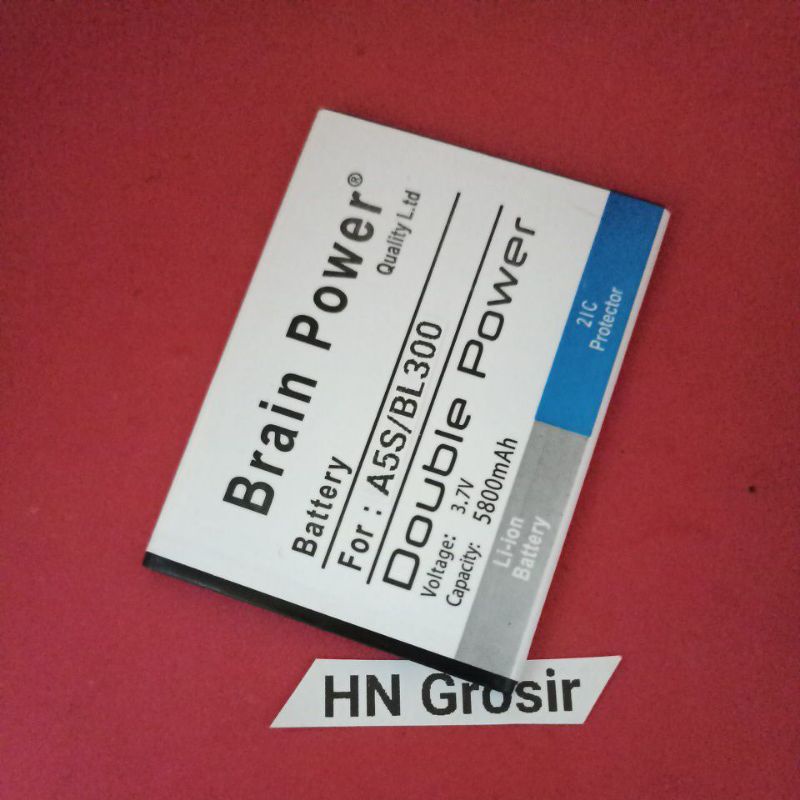 Brain Power®
Quality L.td
Battery
For : A5S/BL300
Double Power
Voltage: 3.7V
Capacity: 5800mAh
Li-ion
Battery
2IC
Protector
HN Grosir